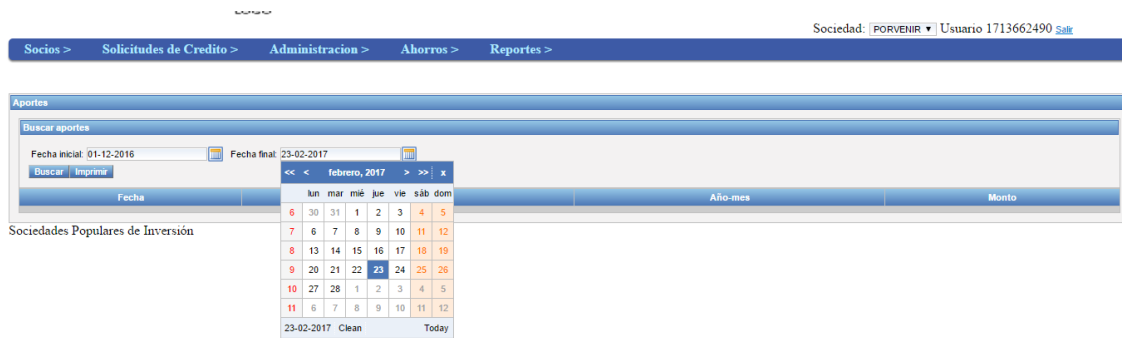 Sociedad: PORVENIR Usuario 1713662490 Salir
Socios > Solicitudes de Credito > Administracion > Ahorros > Reportes >
Aportes
Buscar aportes
Fecha inicial: 01-12-2016 Fecha final: 23-02-2017
Buscar Imprimir
<< < febrero, 2017 > >> x
Fecha Año-mes Monto
lun mar mié jue vie sáb dom
6 30 31 1 2 3 4 5
7 6 7 8 9 10 11 12
8 13 14 15 16 17 18 19
9 20 21 22 23 24 25 26
10 27 28 1 2 3 4 5
11 6 7 8 9 10 11 12
23-02-2017 Clean Today
Sociedades Populares de Inversión